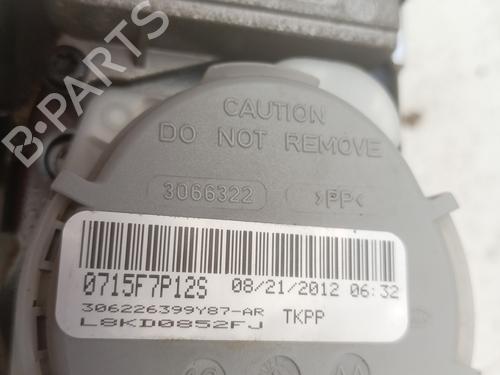 B-PARTS
CAUTION
DO NOT REMOVE
3066322 >PP<
0715F7P12S 08/21/2012 06:32
306226399Y87-AR TKPP
L8KD0852FJ